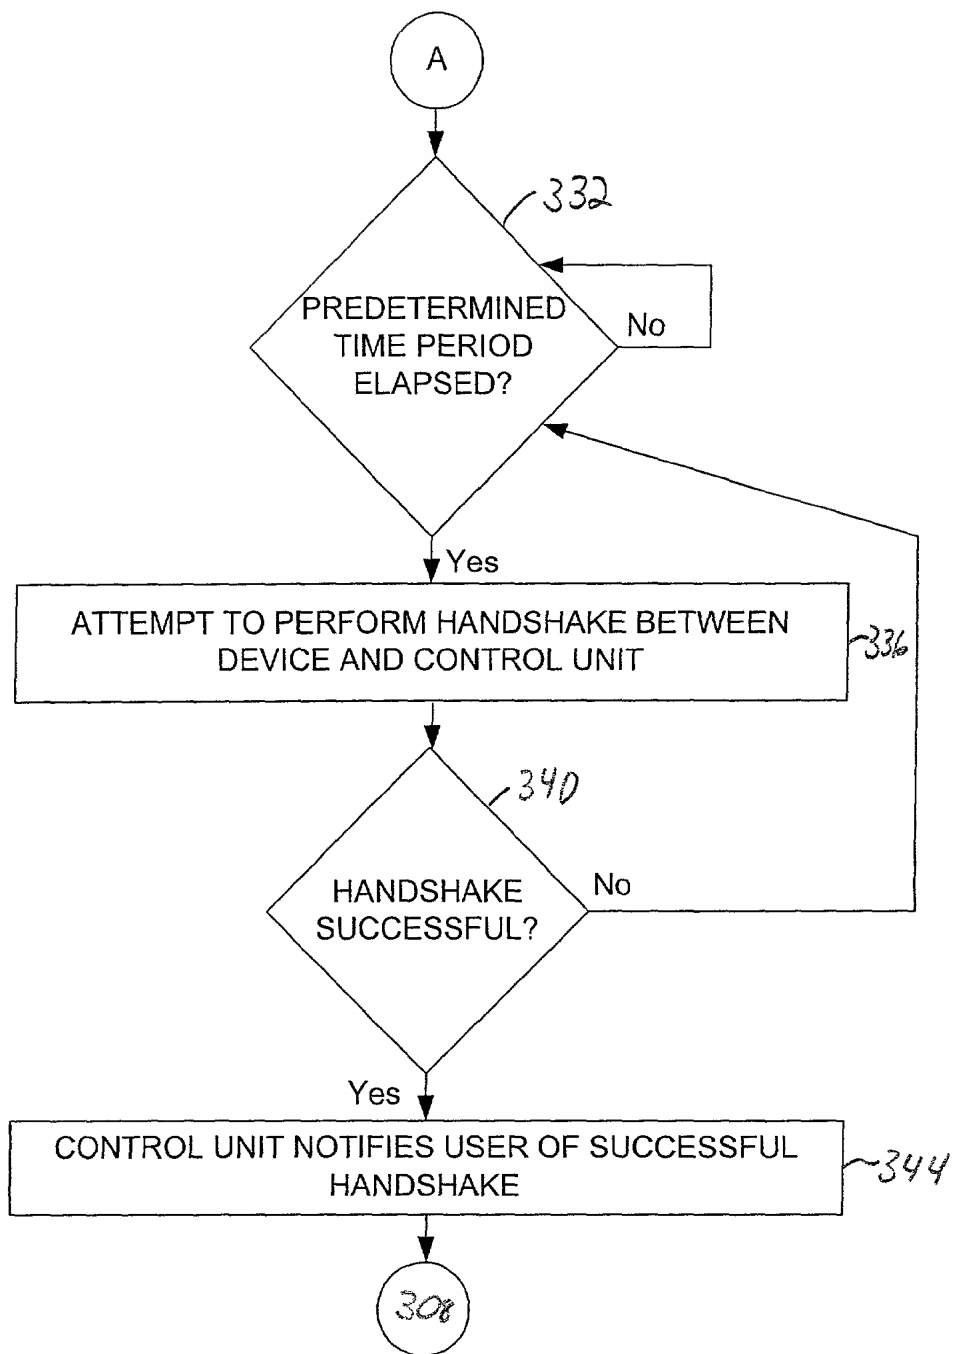 A
332
PREDETERMINED
TIME PERIOD
ELAPSED?
No
Yes
ATTEMPT TO PERFORM HANDSHAKE BETWEEN
DEVICE AND CONTROL UNIT
336
340
HANDSHAKE
SUCCESSFUL?
No
Yes
CONTROL UNIT NOTIFIES USER OF SUCCESSFUL
HANDSHAKE
344
308